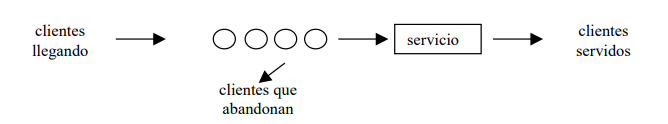 clientes
llegando
servicio
clientes
servidos
clientes que
abandonan